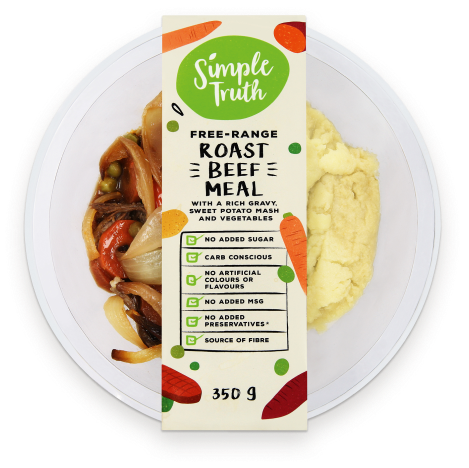 Simple
Truth
FREE-RANGE
ROAST
BEEF
MEAL
WITH A RICH GRAVY,
SWEET POTATO MASH
AND VEGETABLES
NO ADDED SUGAR
CARB CONSCIOUS
NO ARTIFICIAL
COLOURS OR
FLAVOURS
NO ADDED MSG
NO ADDED
PRESERVATIVES*
SOURCE OF FIBRE
350 g